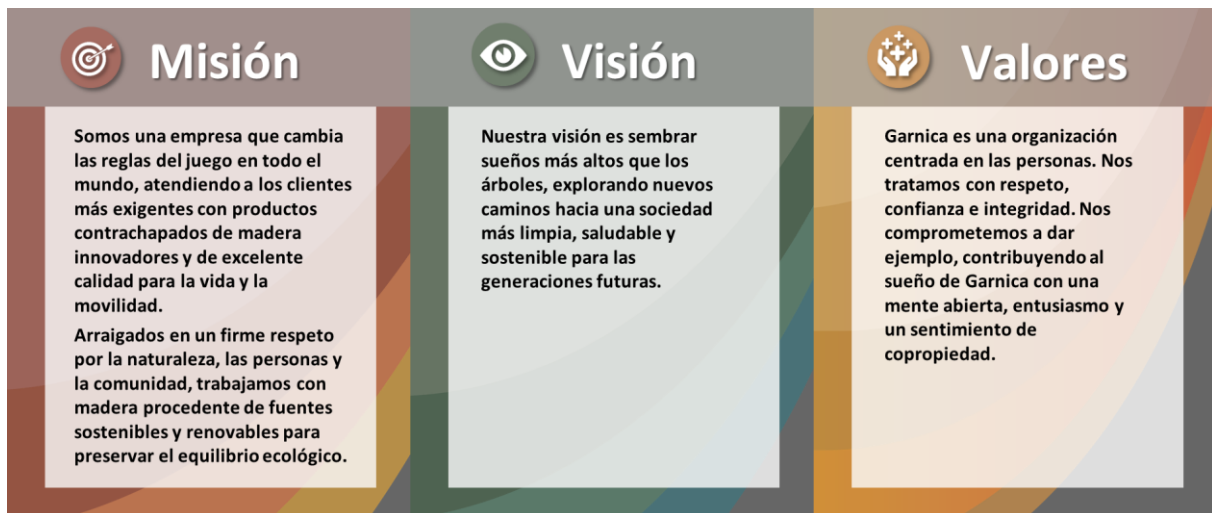 Misión
Somos una empresa que cambia
las reglas del juego en todo el
mundo, atendiendo a los clientes
más exigentes con productos
contrachapados de madera
innovadores y de excelente
calidad para la vida y la
movilidad.
Arraigados en un firme respeto
por la naturaleza, las personas y
la comunidad, trabajamos con
madera procedente de fuentes
sostenibles y renovables para
preservar el equilibrio ecológico.
Visión
Nuestra visión es sembrar
sueños más altos que los
árboles, explorando nuevos
caminos hacia una sociedad
más limpia, saludable y
sostenible para las
generaciones futuras.
Valores
Garnica es una organización
centrada en las personas. Nos
tratamos con respeto,
confianza e integridad. Nos
comprometemos a dar
ejemplo, contribuyendo al
sueño de Garnica con una
mente abierta, entusiasmo y
un sentimiento de
copropiedad.